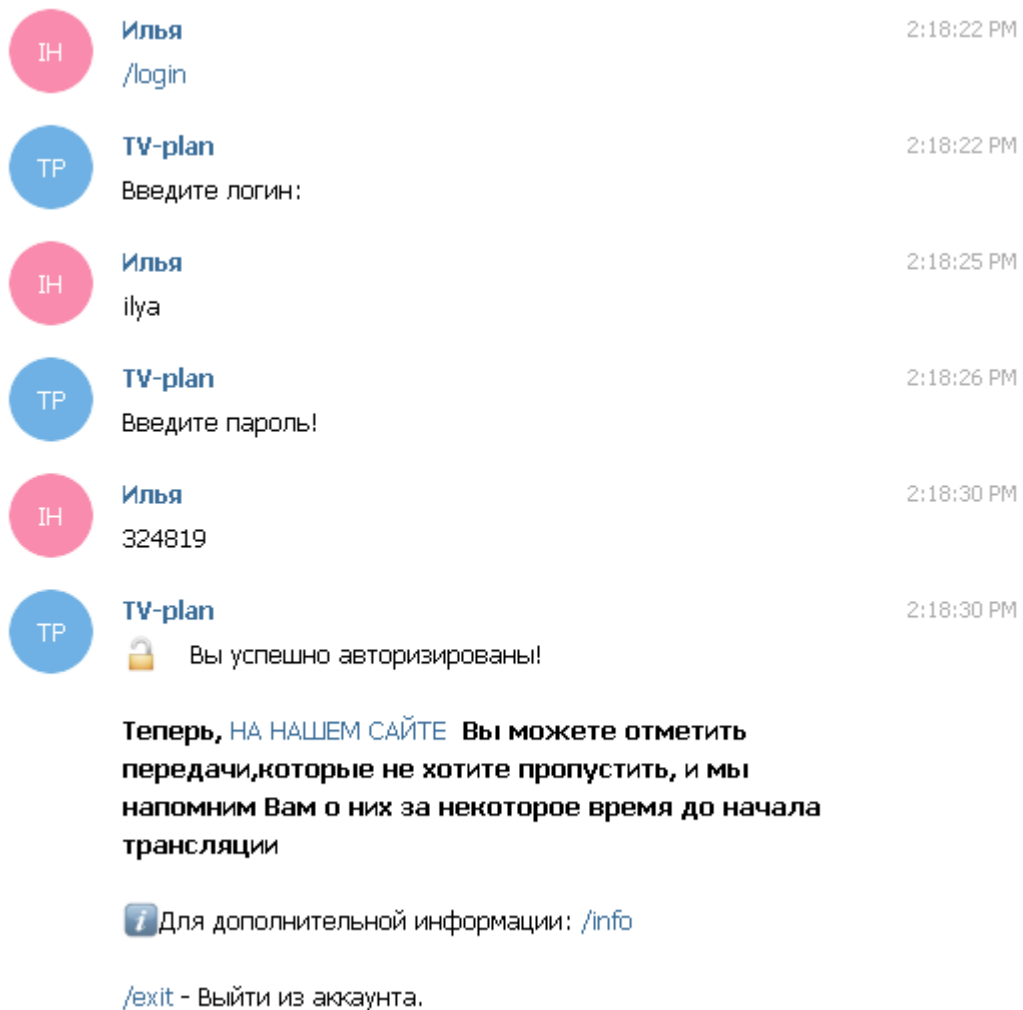 IH
Илья 2:18:22 PM
/login
TP
TV-plan 2:18:22 PM
Введите логин:
IH
Илья 2:18:25 PM
ilya
TP
TV-plan 2:18:26 PM
Введите пароль!
IH
Илья 2:18:30 PM
324819
TP
TV-plan 2:18:30 PM
Вы успешно авторизированы!
Теперь, НА НАШЕМ САЙТЕ Вы можете отметить
передачи,которые не хотите пропустить, и мы
напомним Вам о них за некоторое время до начала
трансляции
Для дополнительной информации: /info
/exit - Выйти из аккаунта.